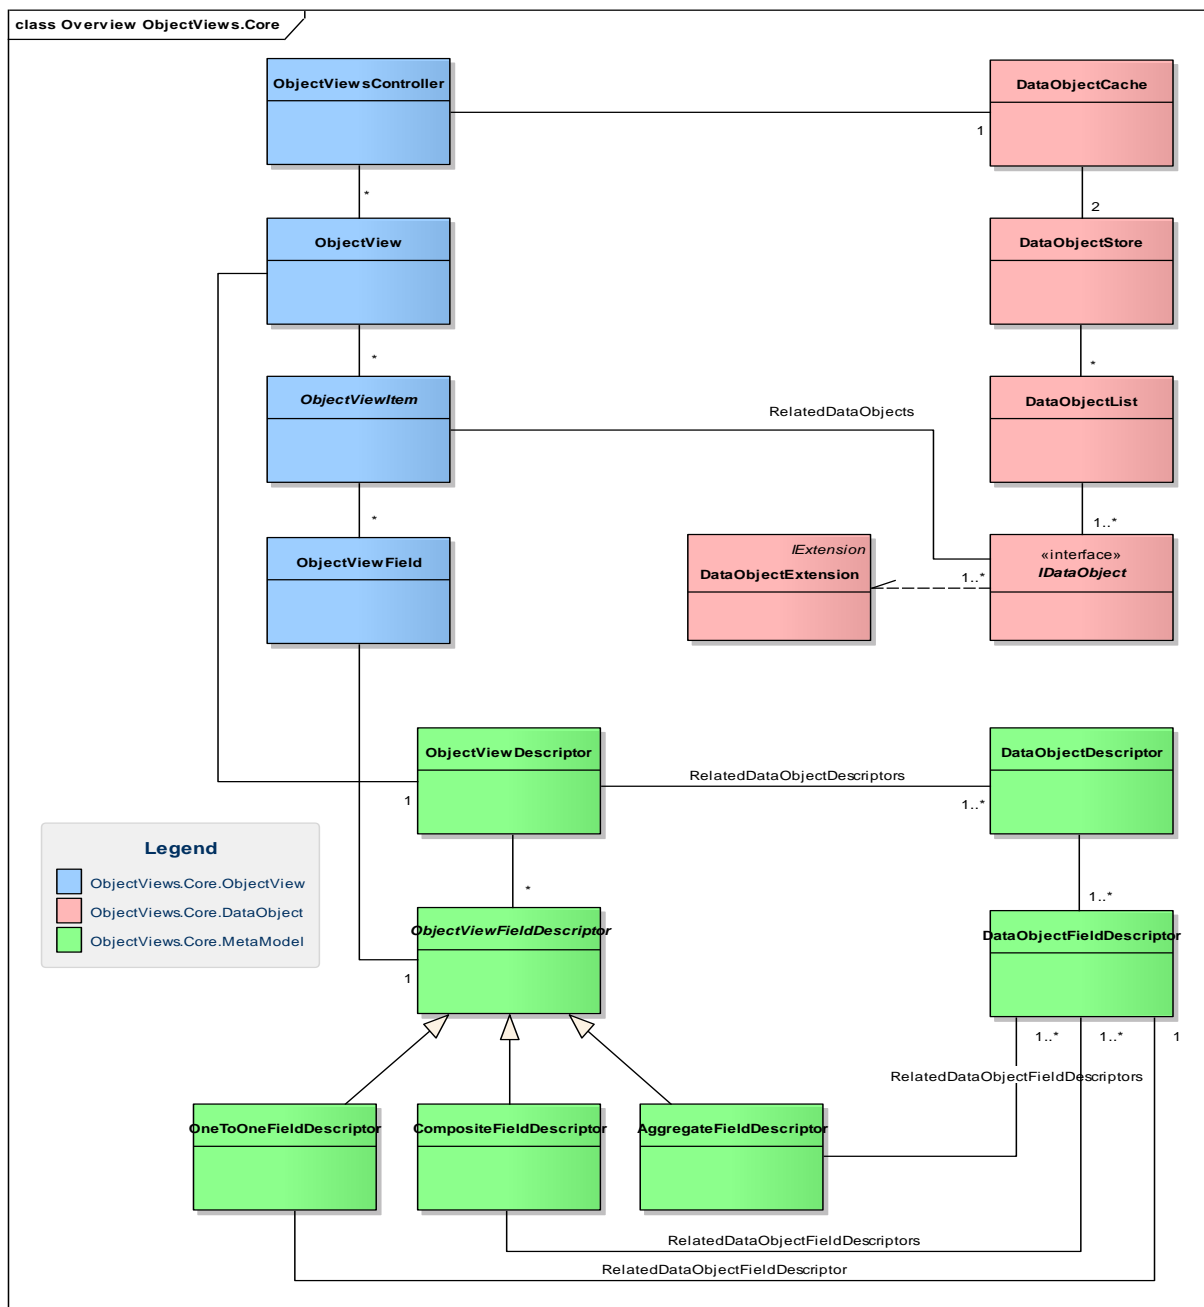 class Overview ObjectViews.Core
ObjectViewsController
DataObjectCache
1
*
2
ObjectView
DataObjectStore
*
*
ObjectViewItem
DataObjectList
RelatedDataObjects
*
1..*
ObjectViewField
IExtension
DataObjectExtension
«interface»
IDataObject
1..*
ObjectViewDescriptor
DataObjectDescriptor
RelatedDataObjectDescriptors
1
1..*
Legend
ObjectViews.Core.ObjectView
ObjectViews.Core.DataObject
ObjectViews.Core.MetaModel
*
1..*
ObjectViewFieldDescriptor
DataObjectFieldDescriptor
1
1..*
1..*
1
RelatedDataObjectFieldDescriptors
OneToOneFieldDescriptor
CompositeFieldDescriptor
AggregateFieldDescriptor
RelatedDataObjectFieldDescriptors
RelatedDataObjectFieldDescriptor